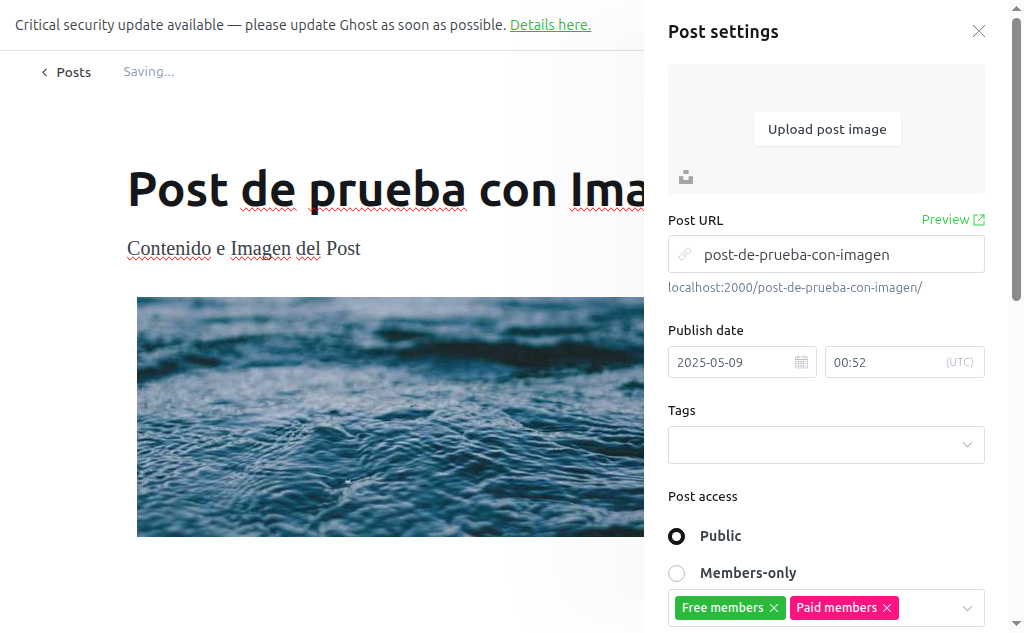 Critical security update available — please update Ghost as soon as possible. Details here.
Posts
Saving...
Post de prueba con Ima
Contenido e Imagen del Post
Post settings
Upload post image
Post URL
Preview
post-de-prueba-con-imagen
localhost:2000/post-de-prueba-con-imagen/
Publish date
2025-05-09
00:52
(UTC)
Tags
Post access
Public
Members-only
Free members
Paid members